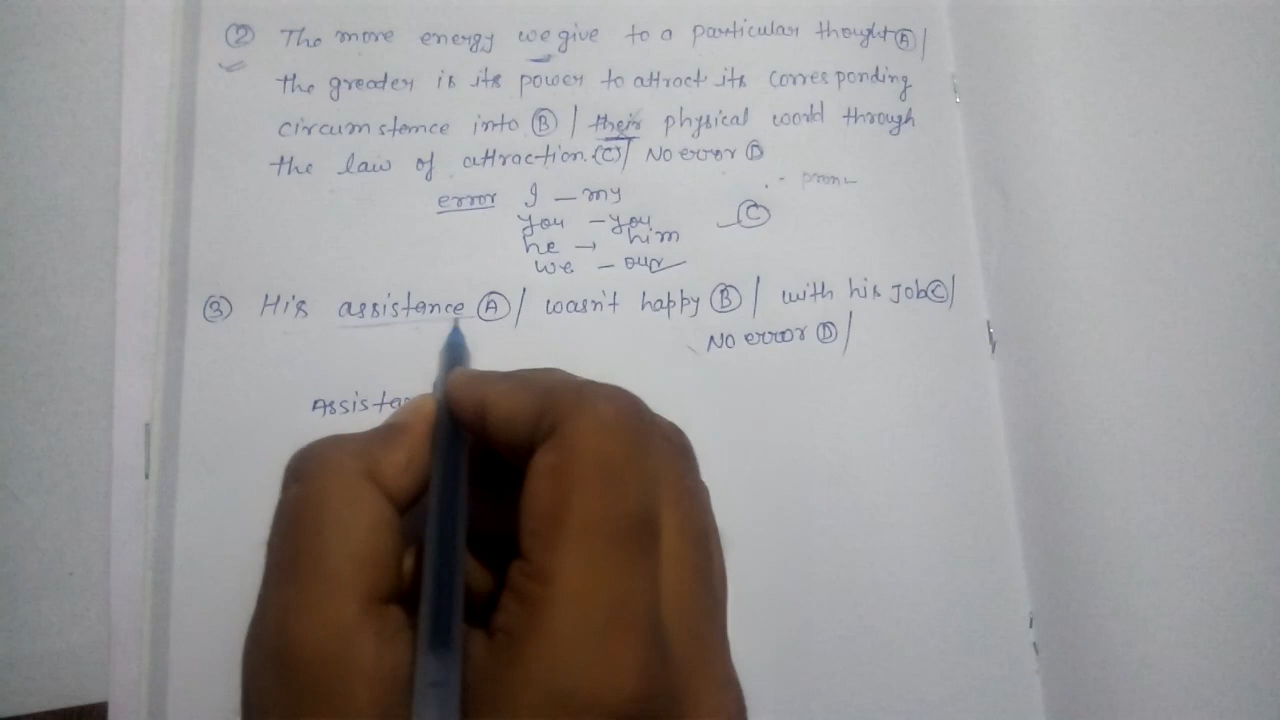 ② The more energy we give to a particular thought Ⓐ/
the greater is its power to attract its corresponding
circumstance into Ⓑ / their physical world through
the law of attraction. (C)/ No error Ⓓ
error I — my
you — you
he → him
we — our
Ⓒ
③ His assistance Ⓐ/ wasn't happy Ⓑ / with his JobⒸ/
No error Ⓓ/